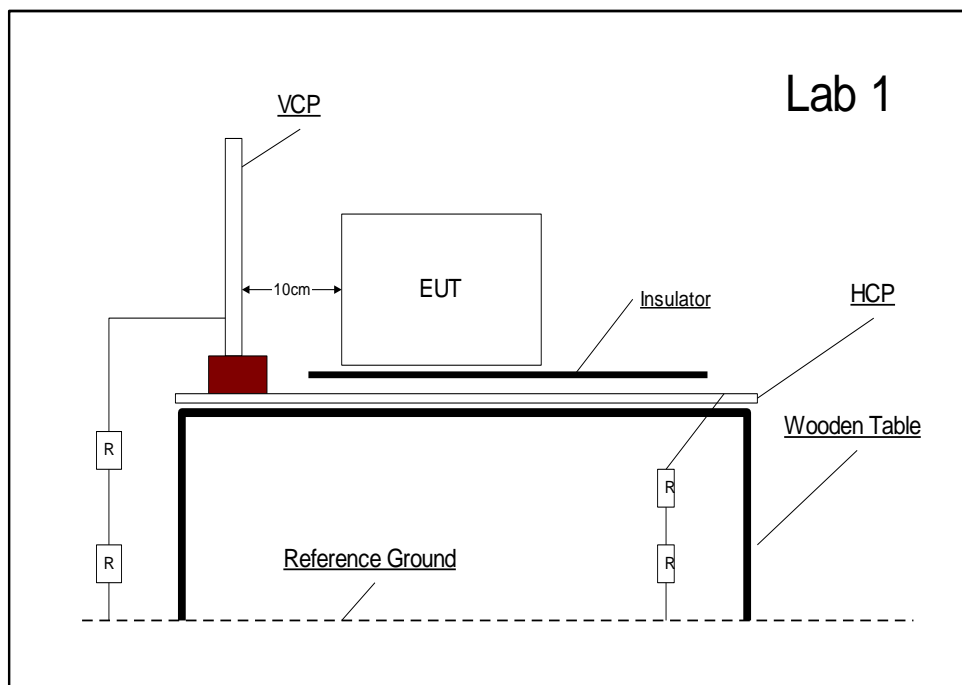 Lab 1
VCP
10cm
EUT
Insulator
HCP
Wooden Table
R
R
R
R
Reference Ground